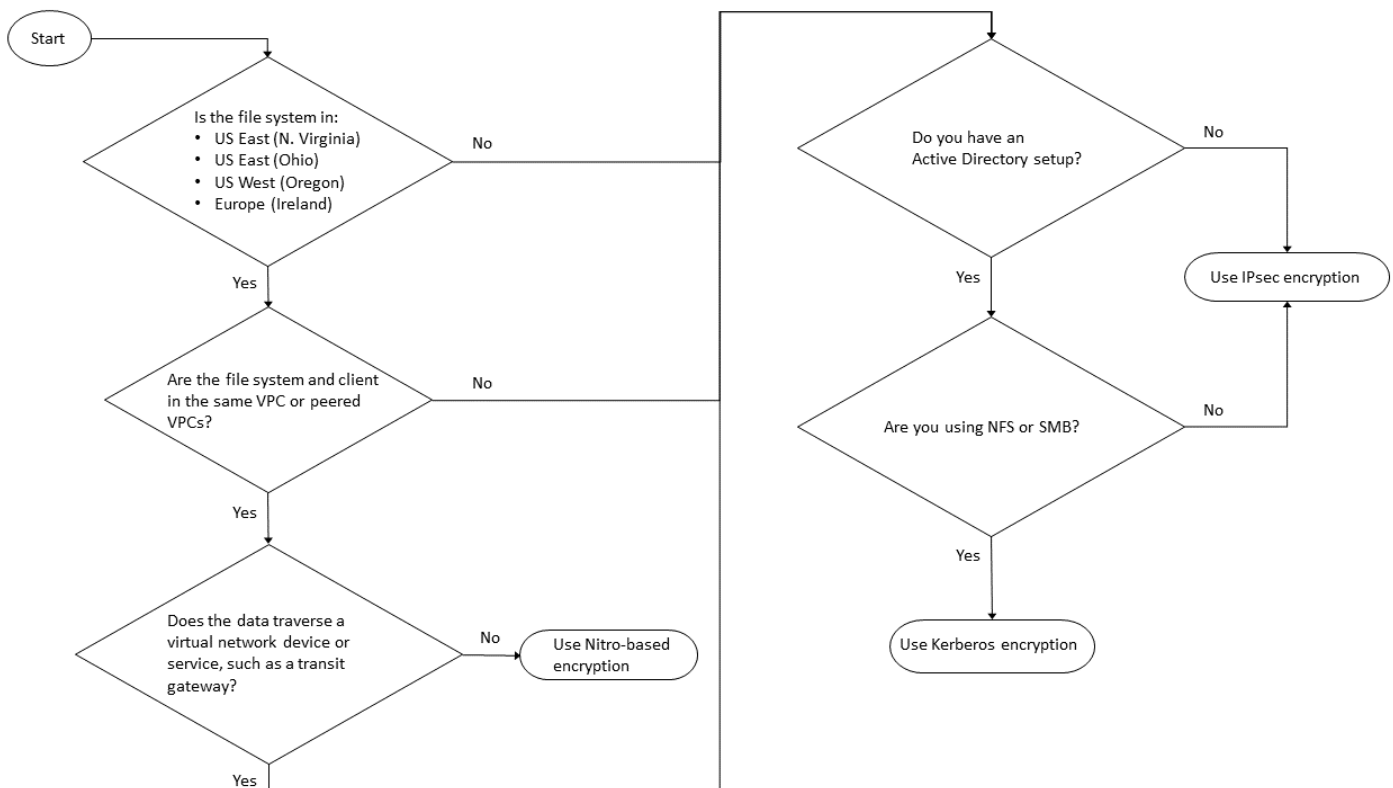 Start
Is the file system in:
• US East (N. Virginia)
• US East (Ohio)
• US West (Oregon)
• Europe (Ireland)
No
Yes
Are the file system and client
in the same VPC or peered
VPCs?
No
Yes
Does the data traverse a
virtual network device or
service, such as a transit
gateway?
No
Use Nitro-based
encryption
Yes
Do you have an
Active Directory setup?
No
Yes
Use IPsec encryption
Are you using NFS or SMB?
No
Yes
Use Kerberos encryption